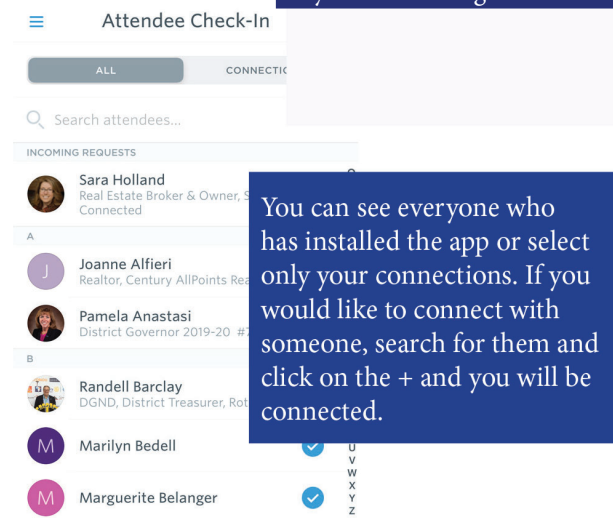 Attendee Check-In
ALL
Search attendees...
INCOMING REQUESTS
Sara Holland
Real Estate Broker & Owner,
Connected
A
J
Joanne Alfieri
Realtor, Century AllPoints
Pamela Anastasi
District Governor 2019-20
B
Randell Barclay
DGND, District Treasurer,
M
Marilyn Bedell
M
Marguerite Belanger
You can see everyone who
has installed the app or select
only your connections. If you
would like to connect with
someone, search for them and
click on the + and you will be
connected.
U
V
W
X
Y
Z